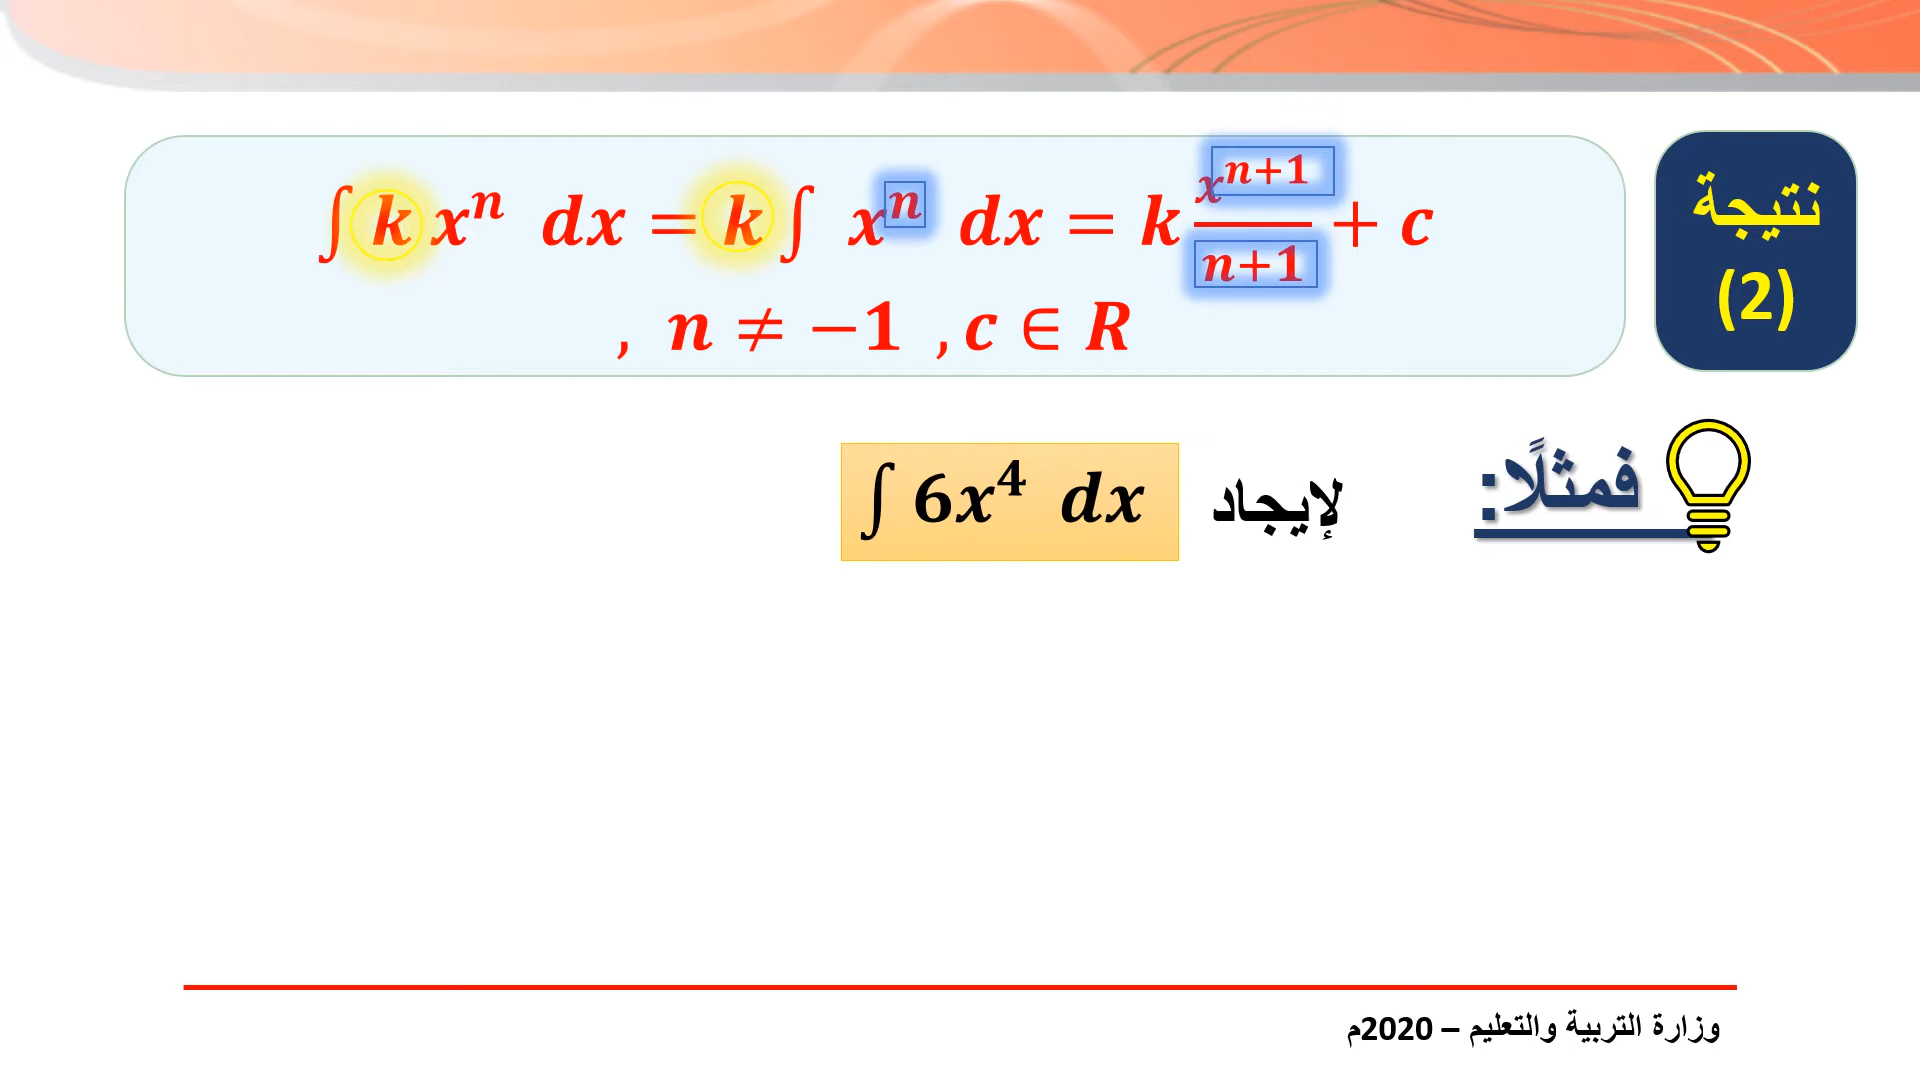 نتيجة
(2)
∫ k xⁿ dx = k ∫ xⁿ dx = k xⁿ⁺¹/(n+1) + c
, n ≠ −1 , c ∈ R
فمثلًا:
لإيجاد ∫ 6x⁴ dx
وزارة التربية والتعليم – 2020م